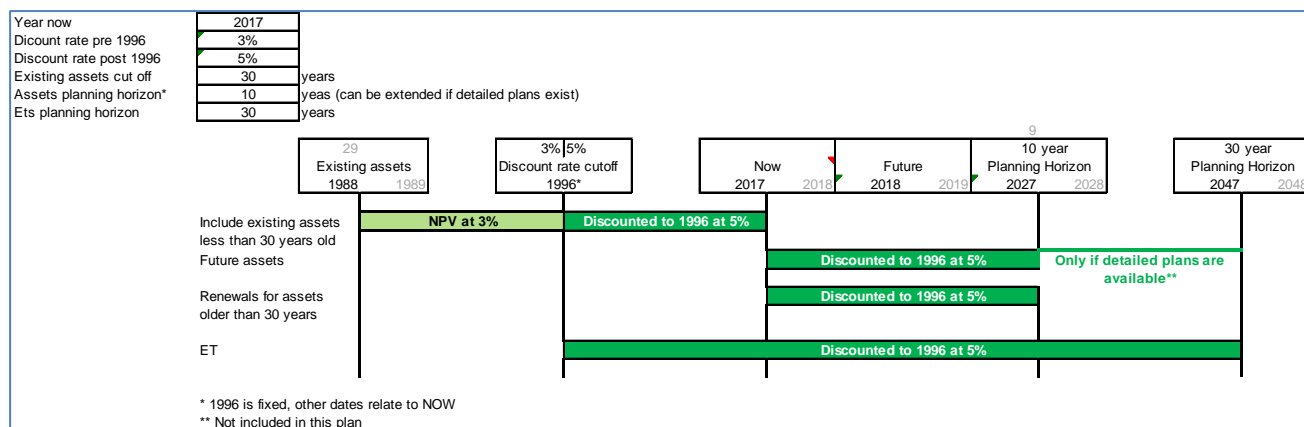 Year now 2017
Dicount rate pre 1996 3%
Discount rate post 1996 5%
Existing assets cut off 30 years
Assets planning horizon* 10 yeas (can be extended if detailed plans exist)
Ets planning horizon 30 years
29
Existing assets
1988 1989
3% 5%
Discount rate cutoff
1996*
Now
2017 2018
Future
2018 2019
9
10 year
Planning Horizon
2027 2028
30 year
Planning Horizon
2047 2048
Include existing assets
less than 30 years old
NPV at 3%
Discounted to 1996 at 5%
Future assets
Discounted to 1996 at 5%
Only if detailed plans are
available**
Renewals for assets
older than 30 years
Discounted to 1996 at 5%
ET
Discounted to 1996 at 5%
* 1996 is fixed, other dates relate to NOW
** Not included in this plan